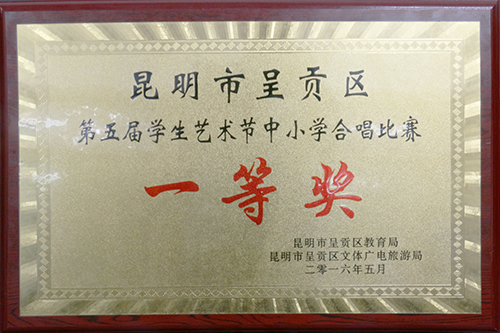 昆明市呈贡区
第五届学生艺术节中小学合唱比赛
一等奖
昆明市呈贡区教育局
昆明市呈贡区文体广电旅游局
二零一六年五月